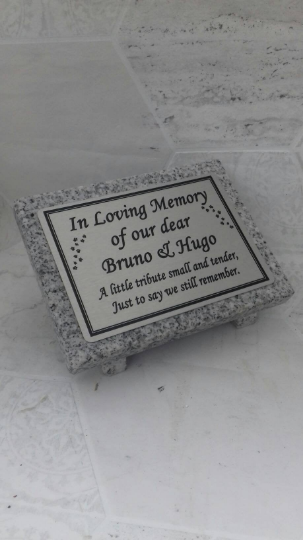 In Loving Memory
of our dear
Bruno & Hugo
A little tribute small and tender,
Just to say we still remember.